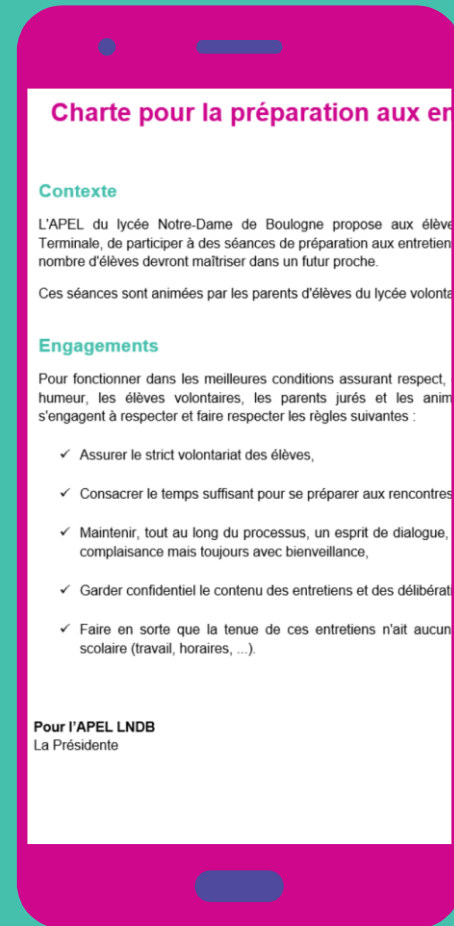 Charte pour la préparation aux en
Contexte
L'APEL du lycée Notre-Dame de Boulogne propose aux élève
Terminale, de participer à des séances de préparation aux entretien
nombre d'élèves devront maîtriser dans un futur proche.
Ces séances sont animées par les parents d'élèves du lycée volonta
Engagements
Pour fonctionner dans les meilleures conditions assurant respect,
humeur, les élèves volontaires, les parents jurés et les anim
s'engagent à respecter et faire respecter les règles suivantes :
✓ Assurer le strict volontariat des élèves,
✓ Consacrer le temps suffisant pour se préparer aux rencontres
✓ Maintenir, tout au long du processus, un esprit de dialogue,
complaisance mais toujours avec bienveillance,
✓ Garder confidentiel le contenu des entretiens et des délibérati
✓ Faire en sorte que la tenue de ces entretiens n'ait aucun
scolaire (travail, horaires, ...).
Pour l'APEL LNDB
La Présidente